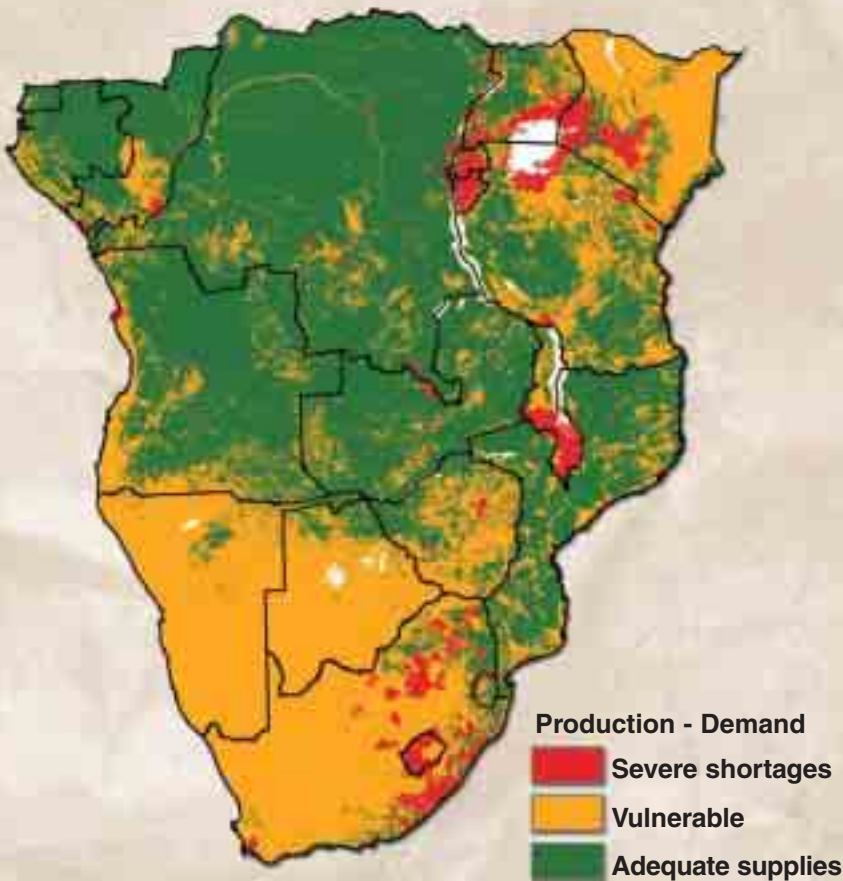 Production - Demand
Severe shortages
Vulnerable
Adequate supplies